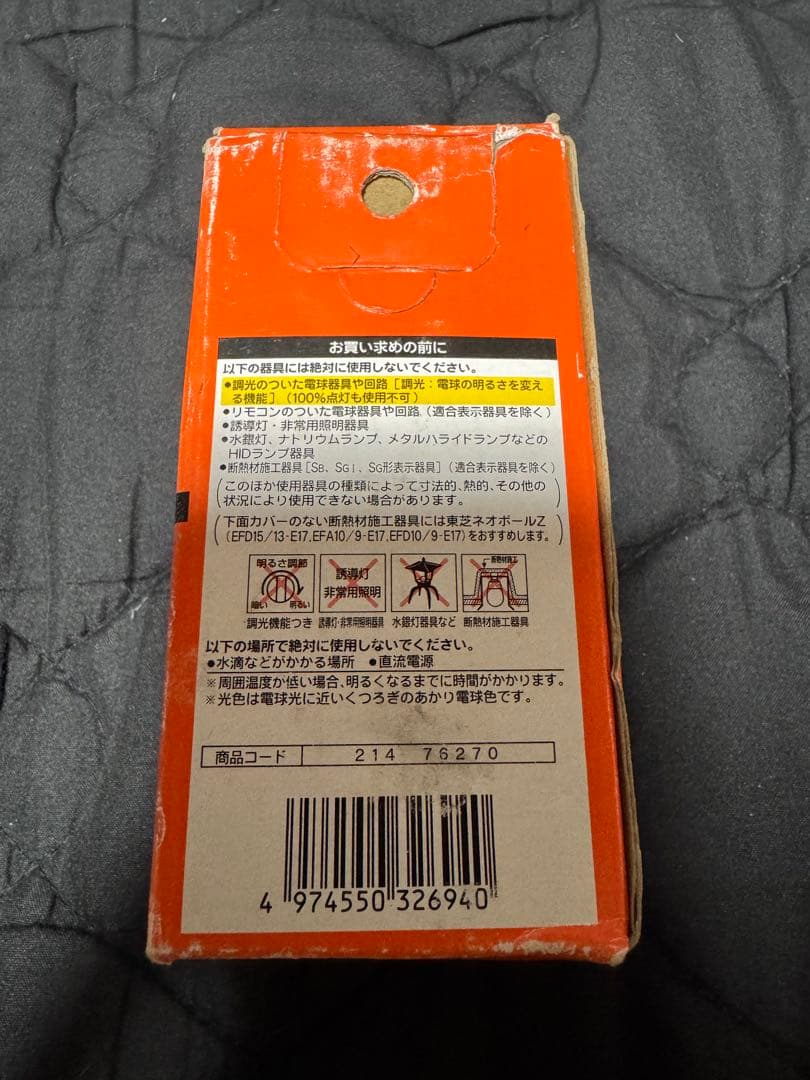 お買い求めの前に
以下の器具には絶対に使用しないでください。
●調光のついた電球器具や回路［調光：電球の明るさを変え
る機能］（100％点灯も使用不可）
●リモコンのついた電球器具や回路（適合表示器具を除く）
●誘導灯・非常用照明器具
●水銀灯、ナトリウムランプ、メタルハライドランプなどの
HIDランプ器具
●断熱材施工器具［SB、SGI、SG形表示器具］（適合表示器具を除く）
（このほか使用器具の種類によって寸法的、熱的、その他の
状況により使用できない場合があります。）
（下面カバーのない断熱材施工器具には東芝ネオボールZ
（EFD15/13-E17,EFA10/9-E17,EFD10/9-E17）をおすすめします。）
明るさ調節
暗い 明るい
誘導灯
非常用照明
断熱材施工
調光機能つき 誘導灯・非常用照明器具 水銀灯器具など 断熱材施工器具
以下の場所で絶対に使用しないでください。
●水滴などがかかる場所 ●直流電源
※周囲温度が低い場合、明るくなるまでに時間がかかります。
※光色は電球光に近いくつろぎのあかり電球色です。
商品コード 214 76270
4 974550 326940